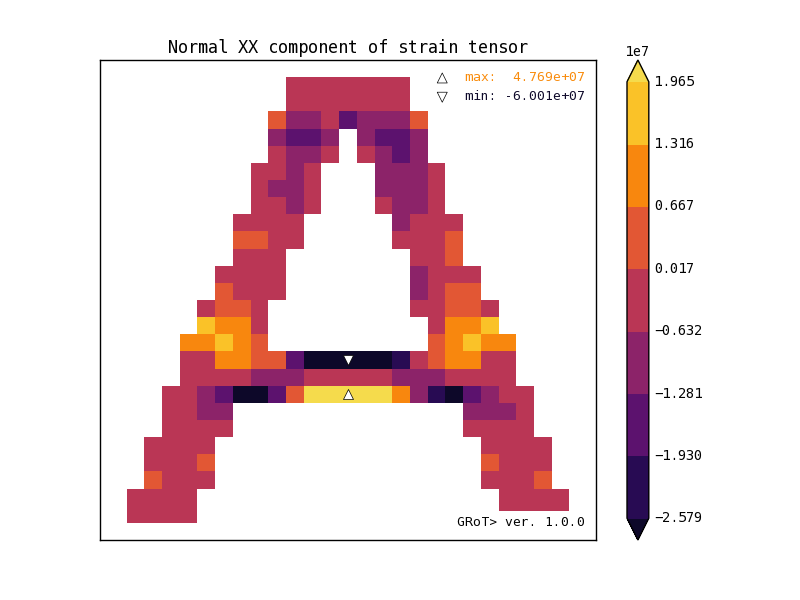 Normal XX component of strain tensor
1e7
△ max: 4.769e+07
▽ min: -6.001e+07
1.965
1.316
0.667
0.017
−0.632
−1.281
−1.930
−2.579
GRoT> ver. 1.0.0